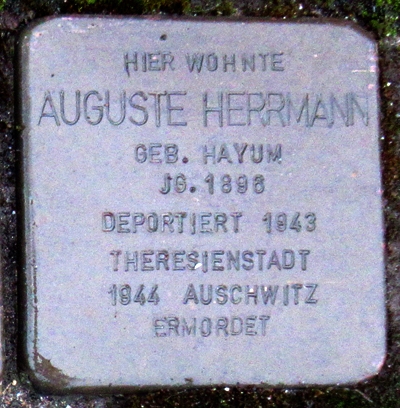 HIER WOHNTE
AUGUSTE HERRMANN
GEB. HAYUM
JG. 1896
DEPORTIERT 1943
THERESIENSTADT
1944 AUSCHWITZ
ERMORDET